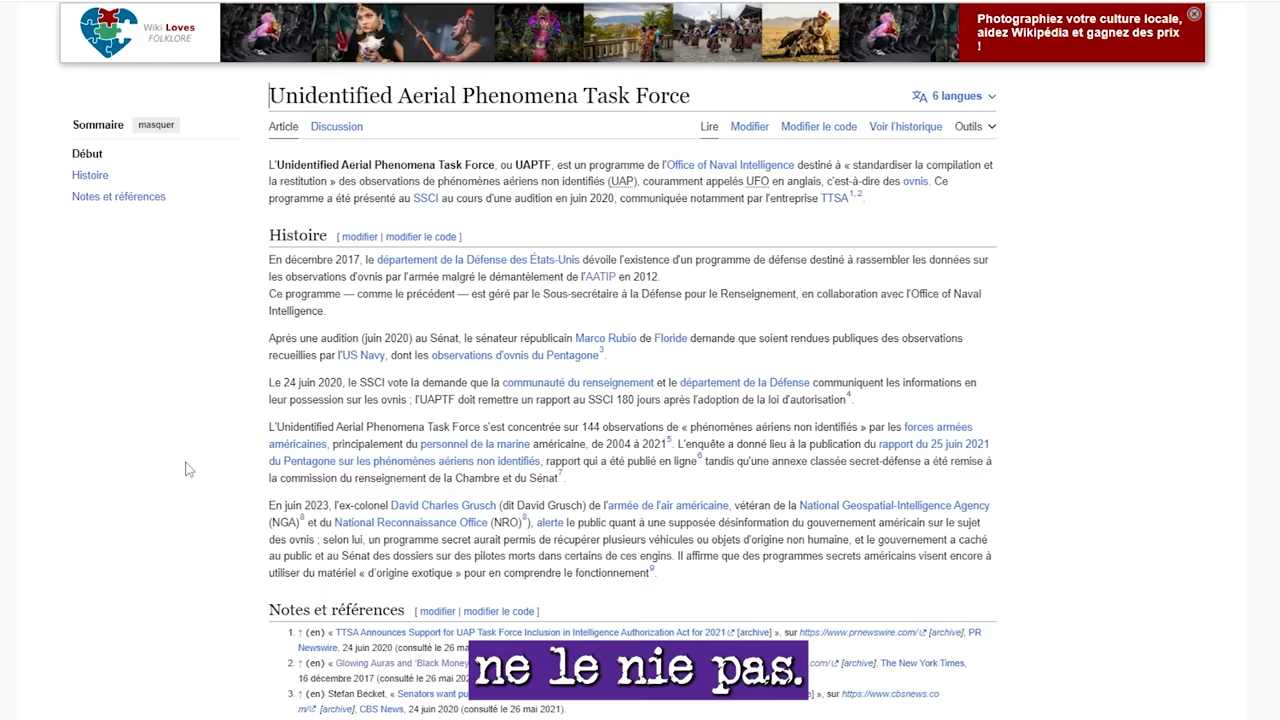 Wiki Loves
FOLKLORE
Photographiez votre culture locale,
aidez Wikipédia et gagnez des prix
!
Unidentified Aerial Phenomena Task Force
6 langues
Sommaire masquer
Article Discussion
Lire Modifier Modifier le code Voir l'historique Outils
Début
Histoire
Notes et références
L'Unidentified Aerial Phenomena Task Force, ou UAPTF, est un programme de l'Office of Naval Intelligence destiné à « standardiser la compilation et
la restitution » des observations de phénomènes aériens non identifiés (UAP), couramment appelés UFO en anglais, c'est-à-dire des ovnis. Ce
programme a été présenté au SSCI au cours d'une audition en juin 2020, communiquée notamment par l'entreprise TTSA1,2.
Histoire [ modifier | modifier le code ]
En décembre 2017, le département de la Défense des États-Unis dévoile l'existence d'un programme de défense destiné à rassembler les données sur
les observations d'ovnis par l'armée malgré le démantèlement de l'AATIP en 2012.
Ce programme — comme le précédent — est géré par le Sous-secrétaire à la Défense pour le Renseignement, en collaboration avec l'Office of Naval
Intelligence.
Après une audition (juin 2020) au Sénat, le sénateur républicain Marco Rubio de Floride demande que soient rendues publiques des observations
recueillies par l'US Navy, dont les observations d'ovnis du Pentagone3.
Le 24 juin 2020, le SSCI vote la demande que la communauté du renseignement et le département de la Défense communiquent les informations en
leur possession sur les ovnis ; l'UAPTF doit remettre un rapport au SSCI 180 jours après l'adoption de la loi d'autorisation4.
L'Unidentified Aerial Phenomena Task Force s'est concentrée sur 144 observations de « phénomènes aériens non identifiés » par les forces armées
américaines, principalement du personnel de la marine américaine, de 2004 à 20215. L'enquête a donné lieu à la publication du rapport du 25 juin 2021
du Pentagone sur les phénomènes aériens non identifiés, rapport qui a été publié en ligne6 tandis qu'une annexe classée secret-défense a été remise à
la commission du renseignement de la Chambre et du Sénat7.
En juin 2023, l'ex-colonel David Charles Grusch (dit David Grusch) de l'armée de l'air américaine, vétéran de la National Geospatial-Intelligence Agency
(NGA)8 et du National Reconnaissance Office (NRO)8), alerte le public quant à une supposée désinformation du gouvernement américain sur le sujet
des ovnis ; selon lui, un programme secret aurait permis de récupérer plusieurs véhicules ou objets d'origine non humaine, et le gouvernement a caché
au public et au Sénat des dossiers sur des pilotes morts dans certains de ces engins. Il affirme que des programmes secrets américains visent encore à
utiliser du matériel « d'origine exotique » pour en comprendre le fonctionnement9.
Notes et références [ modifier | modifier le code ]
1. ↑ (en) « TTSA Announces Support for UAP Task Force Inclusion in Intelligence Authorization Act for 2021 [archive] », sur https://www.prnewswire.com/ [archive], PR
Newswire, 24 juin 2020 (consulté le 26 ma
2. ↑ (en) « Glowing Auras and 'Black Money com/ [archive], The New York Times,
16 décembre 2017 (consulté le 26 mai 202
3. ↑ (en) Stefan Becket, « Senators want pu ] », sur https://www.cbsnews.co
m/ [archive], CBS News, 24 juin 2020 (consulté le 26 mai 2021).
ne le nie pas.